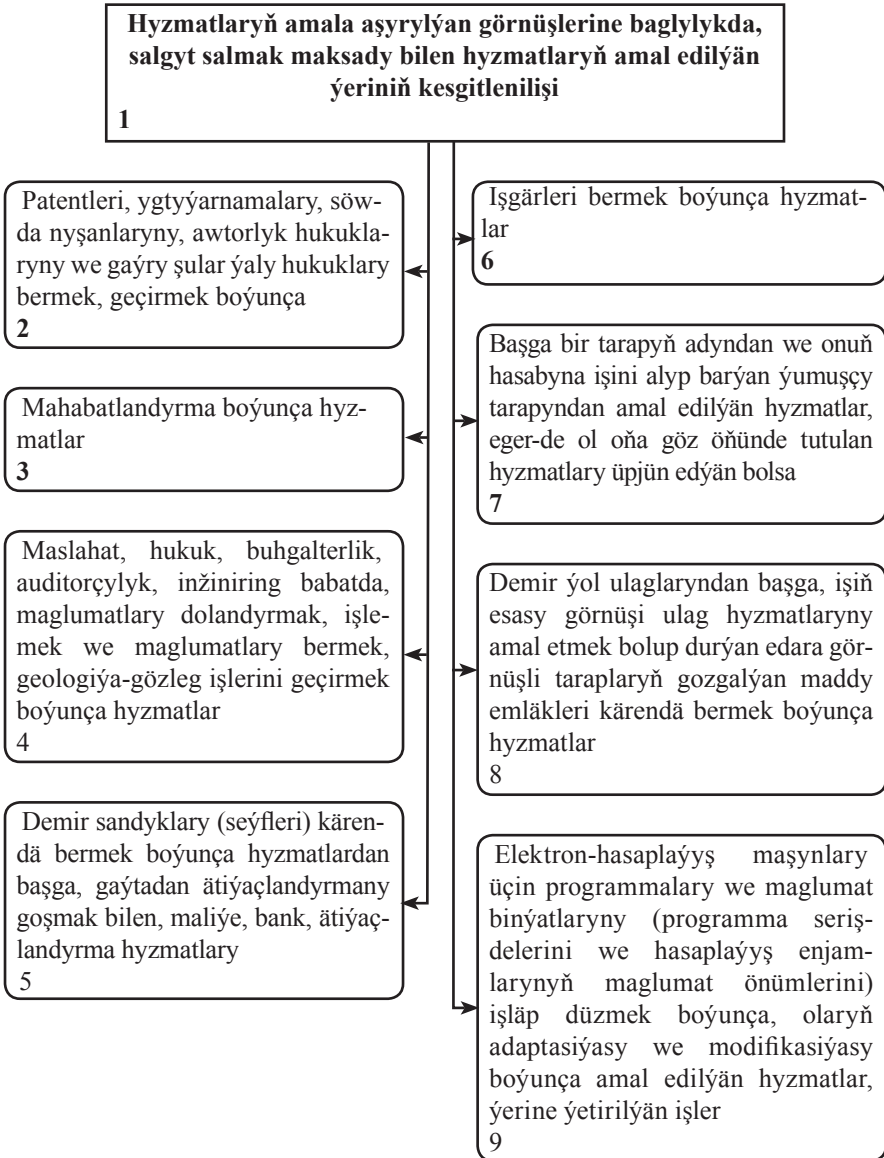 Hyzmatlaryň amala aşyrylýan görnüşlerine baglylykda,
salgyt salmak maksady bilen hyzmatlaryň amal edilýän
ýeriniň kesgitlenilişi
1
Patentleri, ygtyýarnamalary, söw-
da nyşanlaryny, awtorlyk hukukla-
ryny we gaýry şular ýaly hukuklary
bermek, geçirmek boýunça
2
Mahabatlandyrma boýunça hyz-
matlar
3
Maslahat, hukuk, buhgalterlik,
auditorçylyk, inžiniring babatda,
maglumatlary dolandyrmak, işle-
mek we maglumatlary bermek,
geologiýa-gözleg işlerini geçirmek
boýunça hyzmatlar
4
Demir sandyklary (seýfleri) kären-
dä bermek boýunça hyzmatlardan
başga, gaýtadan ätiýaçlandyrmany
goşmak bilen, maliýe, bank, ätiýaç-
landyrma hyzmatlary
5
Işgärleri bermek boýunça hyzmat-
lar
6
Başga bir tarapyň adyndan we onuň
hasabyna işini alyp barýan ýumuşçy
tarapyndan amal edilýän hyzmatlar,
eger-de ol oňa göz öňünde tutulan
hyzmatlary üpjün edýän bolsa
7
Demir ýol ulaglaryndan başga, işiň
esasy görnüşi ulag hyzmatlaryny
amal etmek bolup durýan edara gör-
nüşli taraplaryň gozgalýan maddy
emläkleri kärendä bermek boýunça
hyzmatlar
8
Elektron-hasaplaýyş maşynlary
üçin programmalary we maglumat
binýatlaryny (programma seriş-
delerini we hasaplaýyş enjam-
larynyň maglumat önümlerini)
işläp düzmek boýunça, olaryň
adaptasiýasy we modifikasiýasy
boýunça amal edilýän hyzmatlar,
ýerine ýetirilýän işler
9